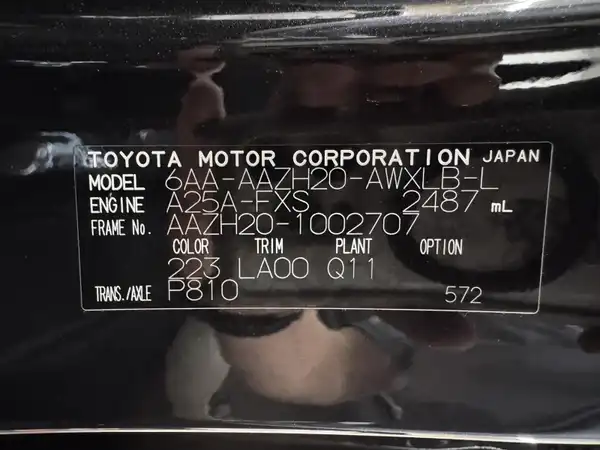 TOYOTA MOTOR CORPORATION JAPAN
MODEL 6AA-AAZH20-AWXLB-L
ENGINE A25A-FXS 2487 mL
FRAME No. AAZH20-1002707
COLOR TRIM PLANT OPTION
223 LA00 Q11
TRANS./AXLE P810 572